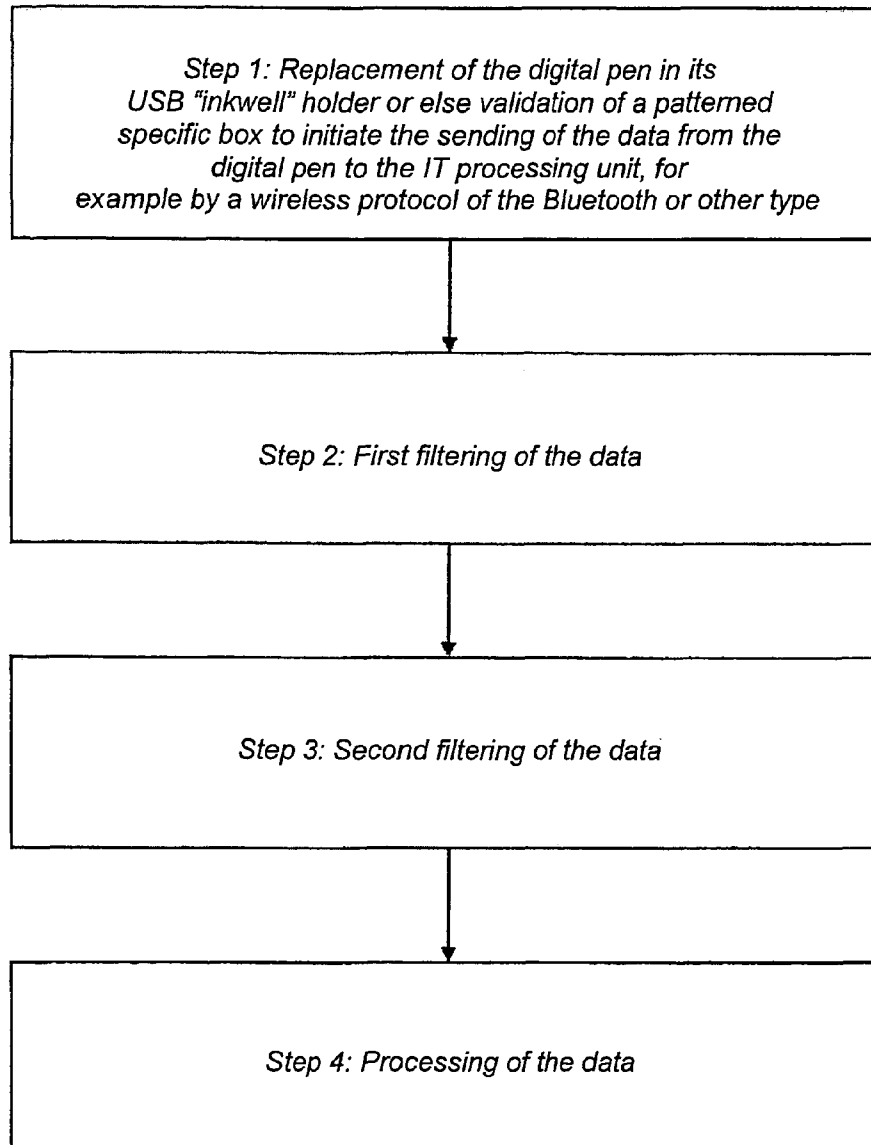 Step 1: Replacement of the digital pen in its
USB "inkwell" holder or else validation of a patterned
specific box to initiate the sending of the data from the
digital pen to the IT processing unit, for
example by a wireless protocol of the Bluetooth or other type
Step 2: First filtering of the data
Step 3: Second filtering of the data
Step 4: Processing of the data